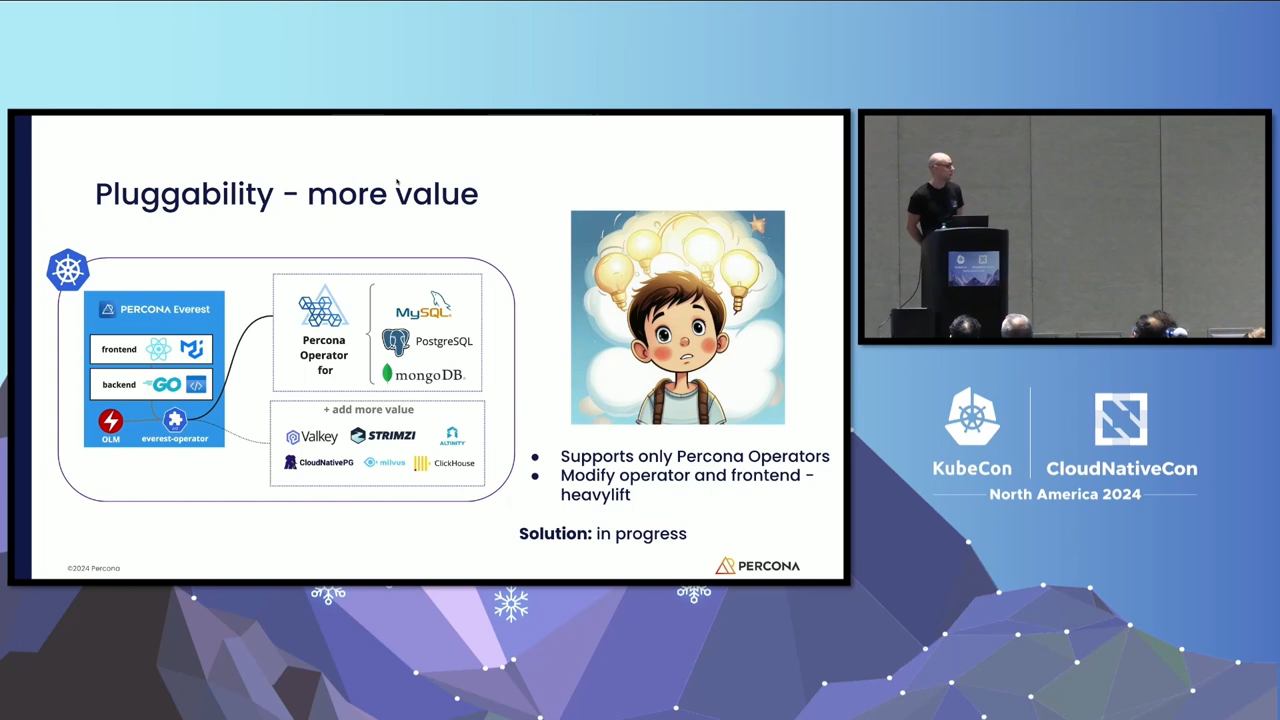 Pluggability - more value
PERCONA Everest
frontend
backend
GO
OLM
everest-operator
Percona
Operator
for
MySQL
PostgreSQL
mongoDB
+ add more value
Valkey
STRIMZI
ALTINITY
CloudNativePG
milvus
ClickHouse
● Supports only Percona Operators
● Modify operator and frontend -
heavylift
Solution: in progress
©2024 Percona
PERCONA
KubeCon
CloudNativeCon
North America 2024